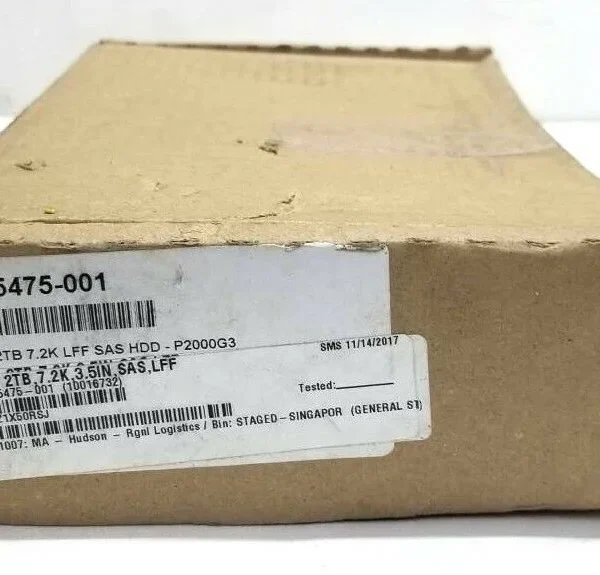 5475-001
2TB 7.2K LFF SAS HDD - P2000G3
SMS 11/14/2017
2TB,7.2K,3.5IN,SAS,LFF
5475-001 (10016732)
Tested:
Z1X50RSJ
1007: MA - Hudson - Rgnl Logistics / Bin: STAGED-SINGAPOR (GENERAL ST)